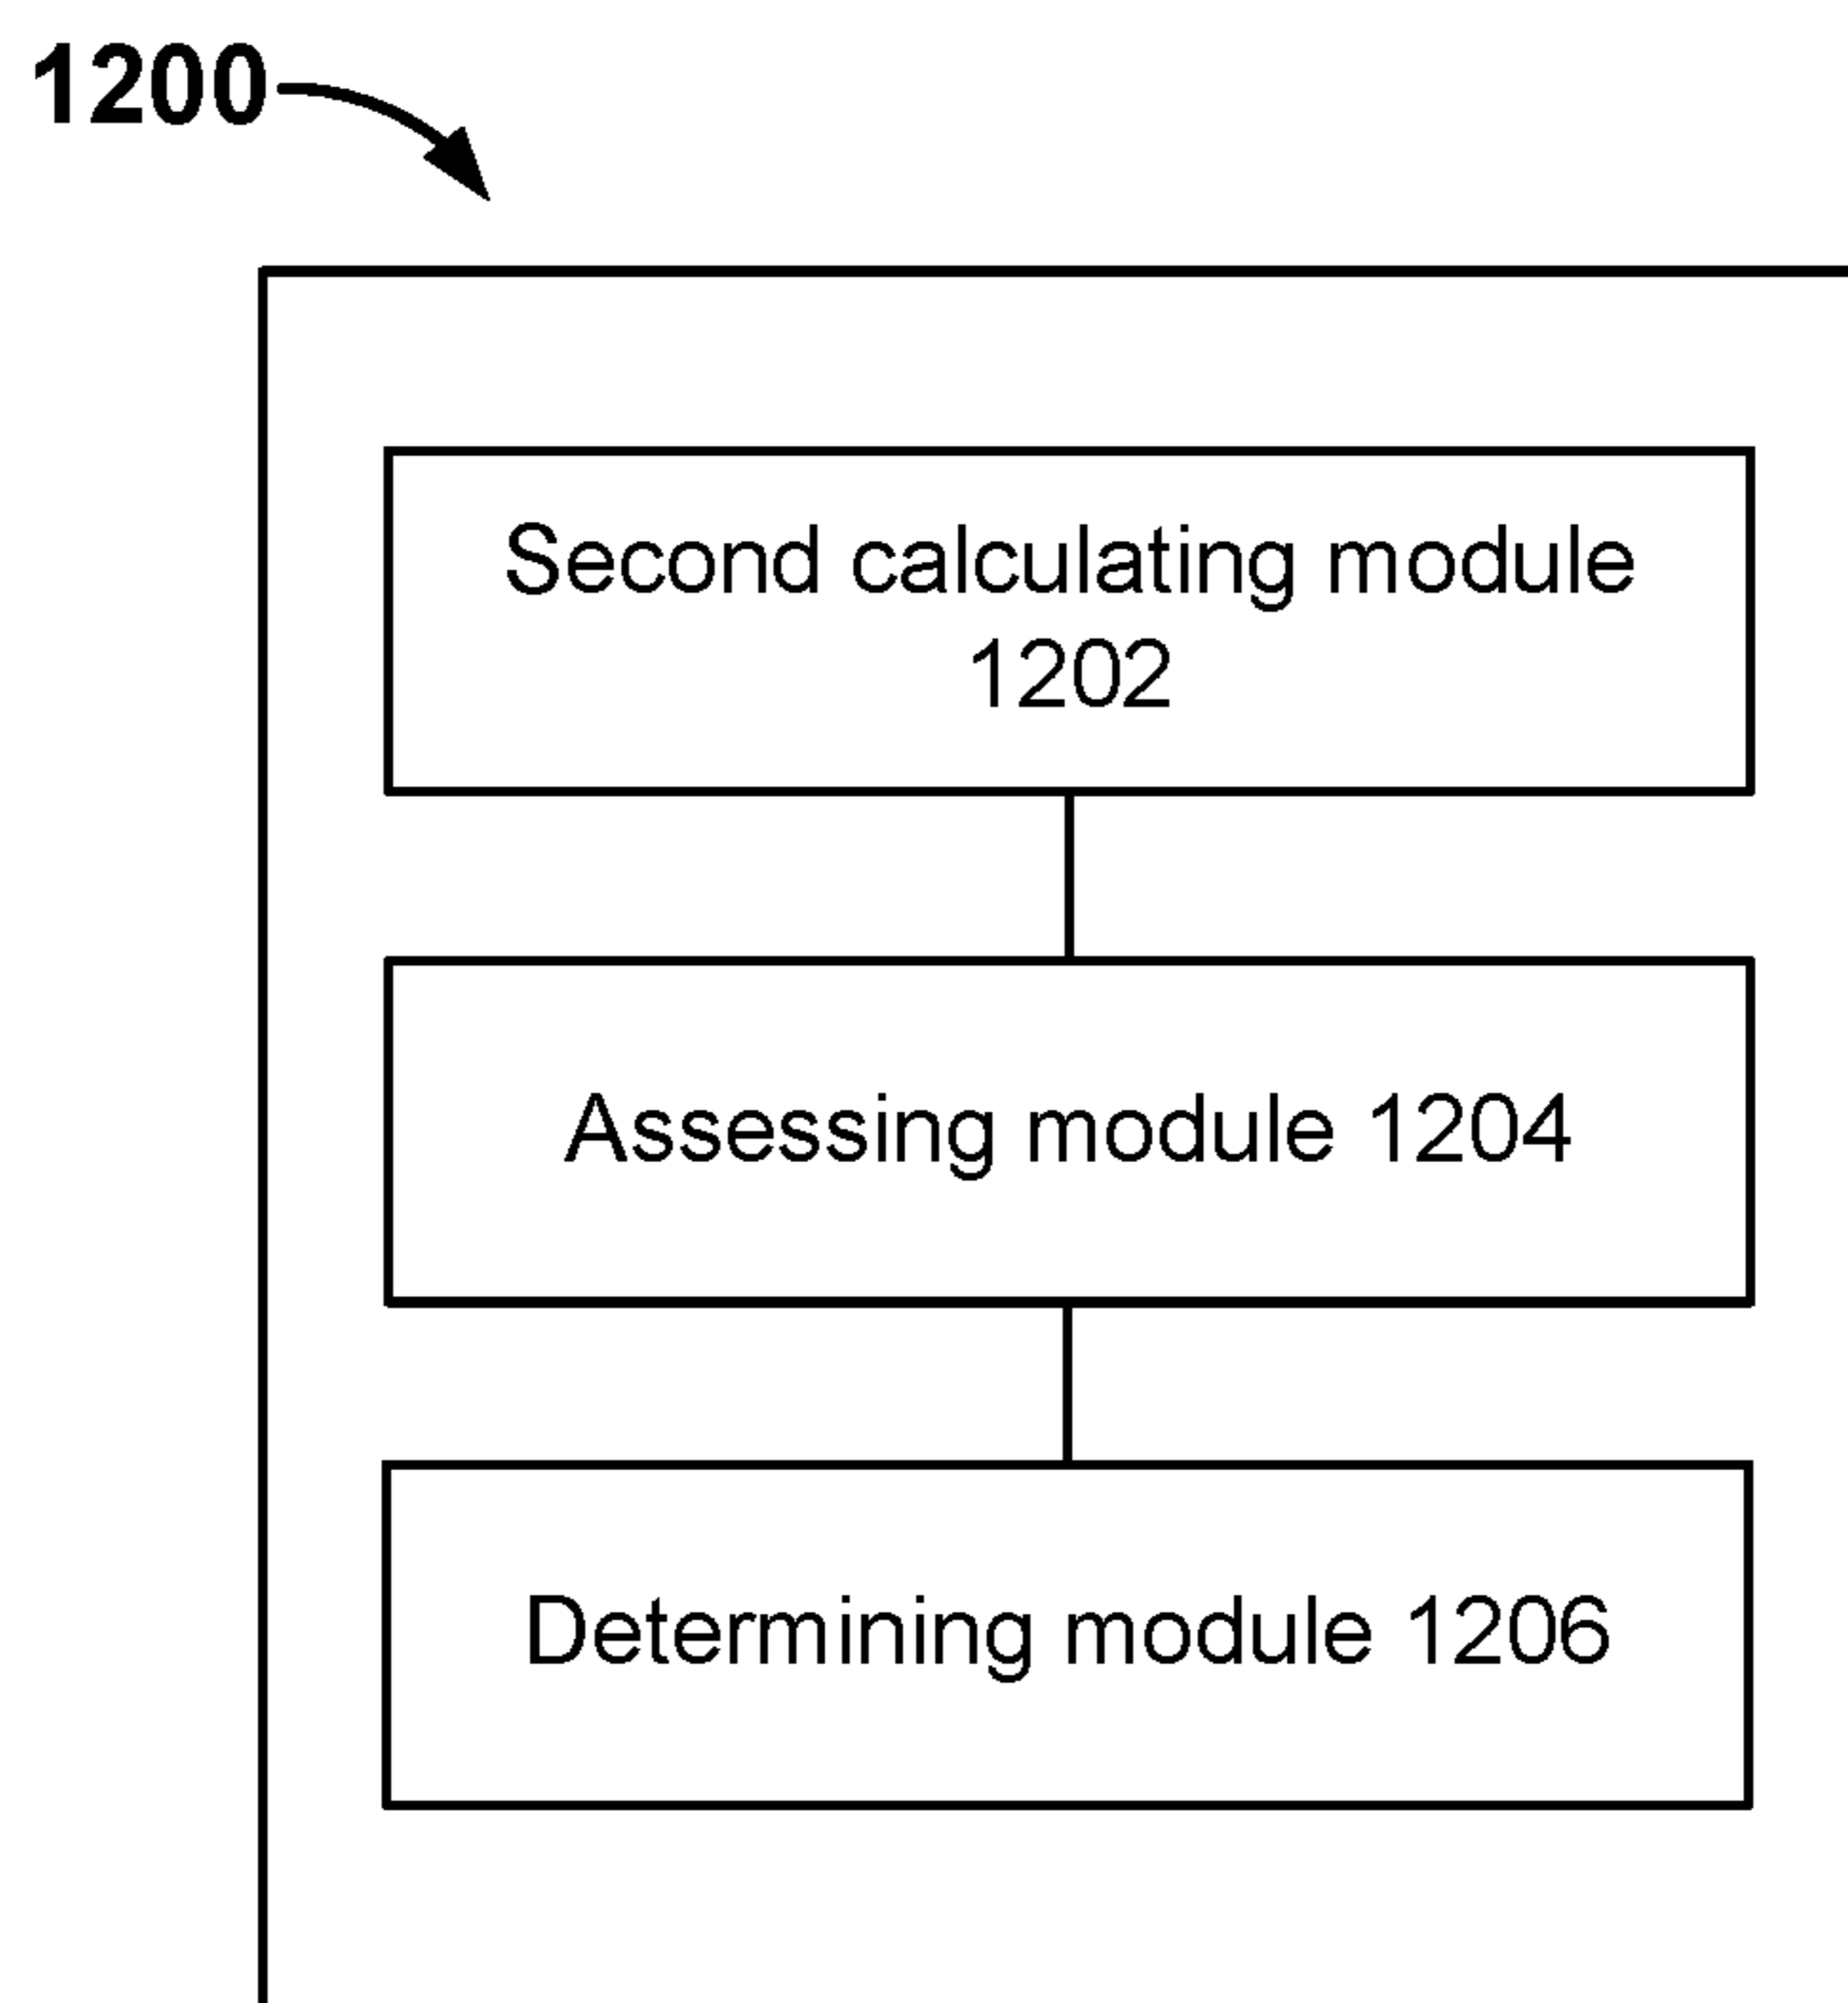 1200
Second calculating module
1202
Assessing module 1204
Determining module 1206